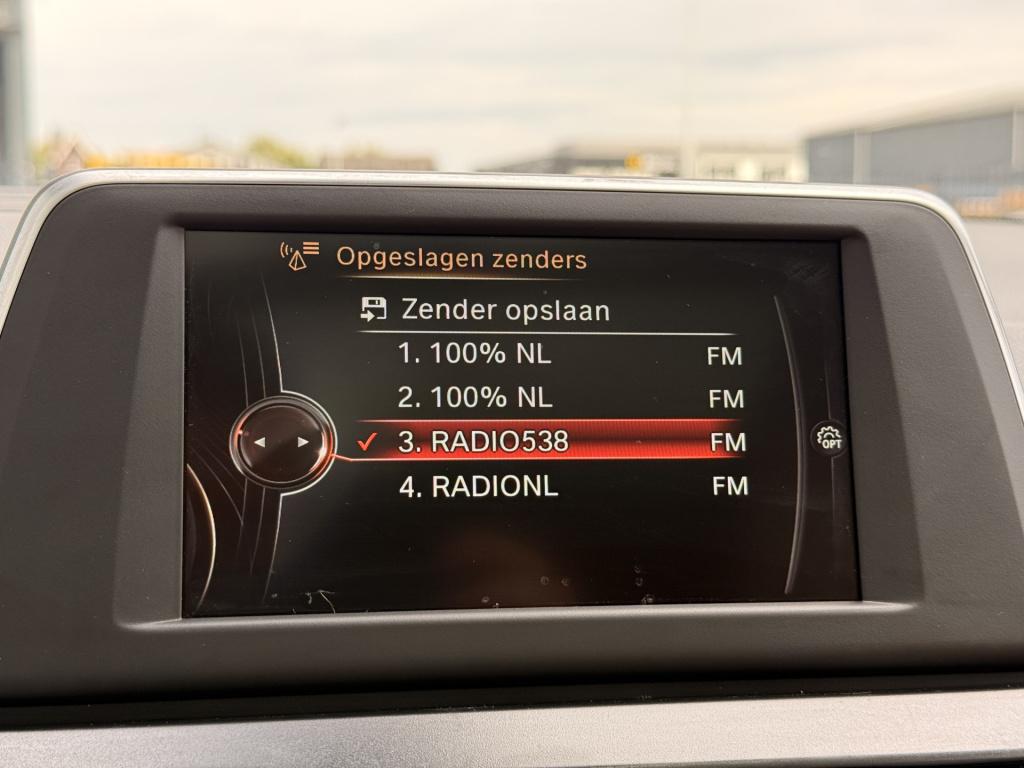 Opgeslagen zenders
Zender opslaan
1. 100% NL FM
2. 100% NL FM
3. RADIO538 FM
OPT
4. RADIONL FM